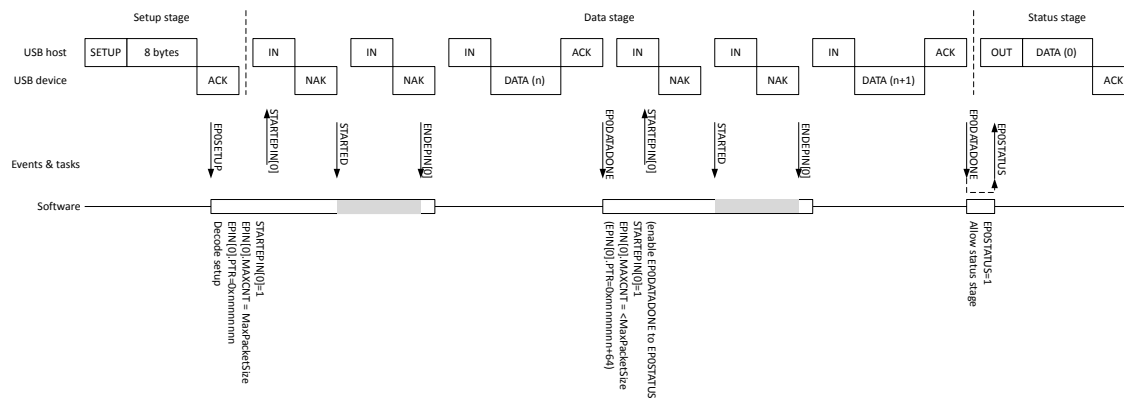 Setup stage
Data stage
Status stage
USB host
SETUP
8 bytes
IN
IN
IN
ACK
IN
IN
IN
ACK
OUT
DATA (0)
USB device
ACK
NAK
NAK
DATA (n)
NAK
NAK
DATA (n+1)
ACK
Events & tasks
EP0SETUP
STARTEPIN[0]
STARTED
ENDEPIN[0]
EP0DATADONE
STARTEPIN[0]
STARTED
ENDEPIN[0]
EP0DATADONE
EP0STATUS
Software
Decode setup
EPIN[0].PTR=0xnnnnnnnn
EPIN[0].MAXCNT = MaxPacketSize
STARTEPIN[0]=1
(EPIN[0].PTR=0xnnnnnnnn+64)
EPIN[0].MAXCNT = <MaxPacketSize
STARTEPIN[0]=1
(enable EP0DATADONE to EP0STATUS
Allow status stage
EP0STATUS=1